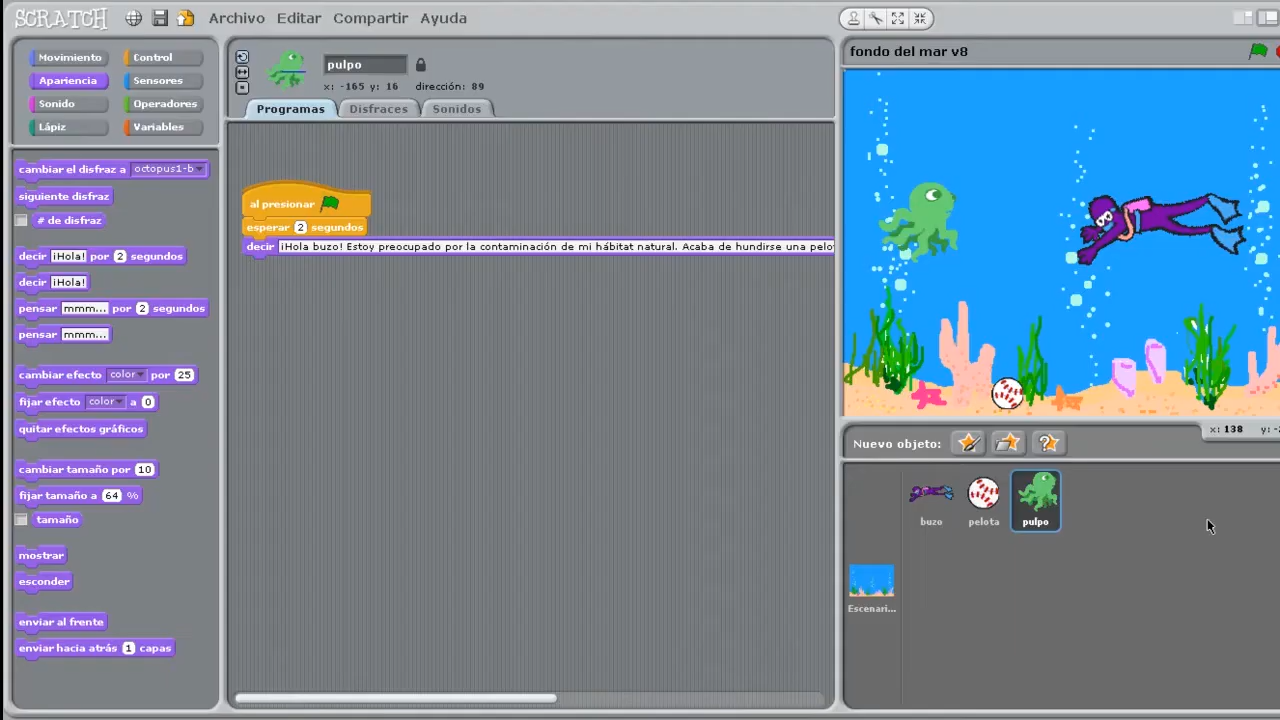 SCRATCH Archivo Editar Compartir Ayuda
Movimiento Control
Apariencia Sensores
Sonido Operadores
Lápiz Variables
pulpo
x: -165 y: 16 dirección: 89
Programas Disfraces Sonidos
fondo del mar v8
cambiar el disfraz a octopus1-b
siguiente disfraz
# de disfraz
decir ¡Hola! por 2 segundos
decir ¡Hola!
pensar mmm... por 2 segundos
pensar mmm...
cambiar efecto color por 25
fijar efecto color a 0
quitar efectos gráficos
cambiar tamaño por 10
fijar tamaño a 64 %
tamaño
mostrar
esconder
enviar al frente
enviar hacia atrás 1 capas
al presionar
esperar 2 segundos
decir ¡Hola buzo! Estoy preocupado por la contaminación de mi hábitat natural. Acaba de hundirse una pelo
x: 138 y:
Nuevo objeto:
buzo pelota pulpo
Escenari...